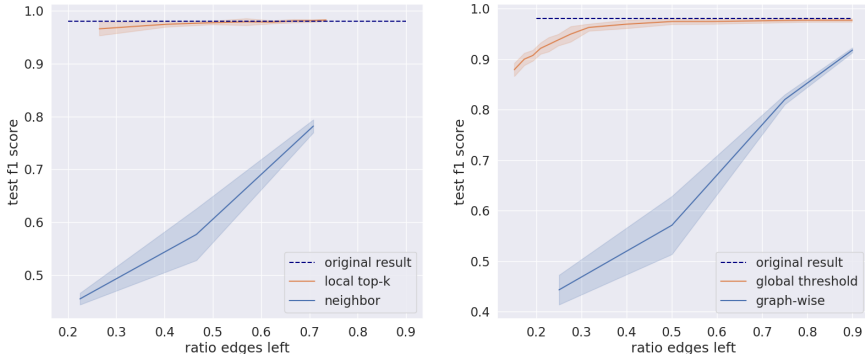 1.0
0.9
0.8
0.7
0.6
0.5
test f1 score
0.2 0.3 0.4 0.5 0.6 0.7 0.8 0.9
ratio edges left
original result
local top-k
neighbor
1.0
0.9
0.8
0.7
0.6
0.5
0.4
test f1 score
0.2 0.3 0.4 0.5 0.6 0.7 0.8 0.9
ratio edges left
original result
global threshold
graph-wise